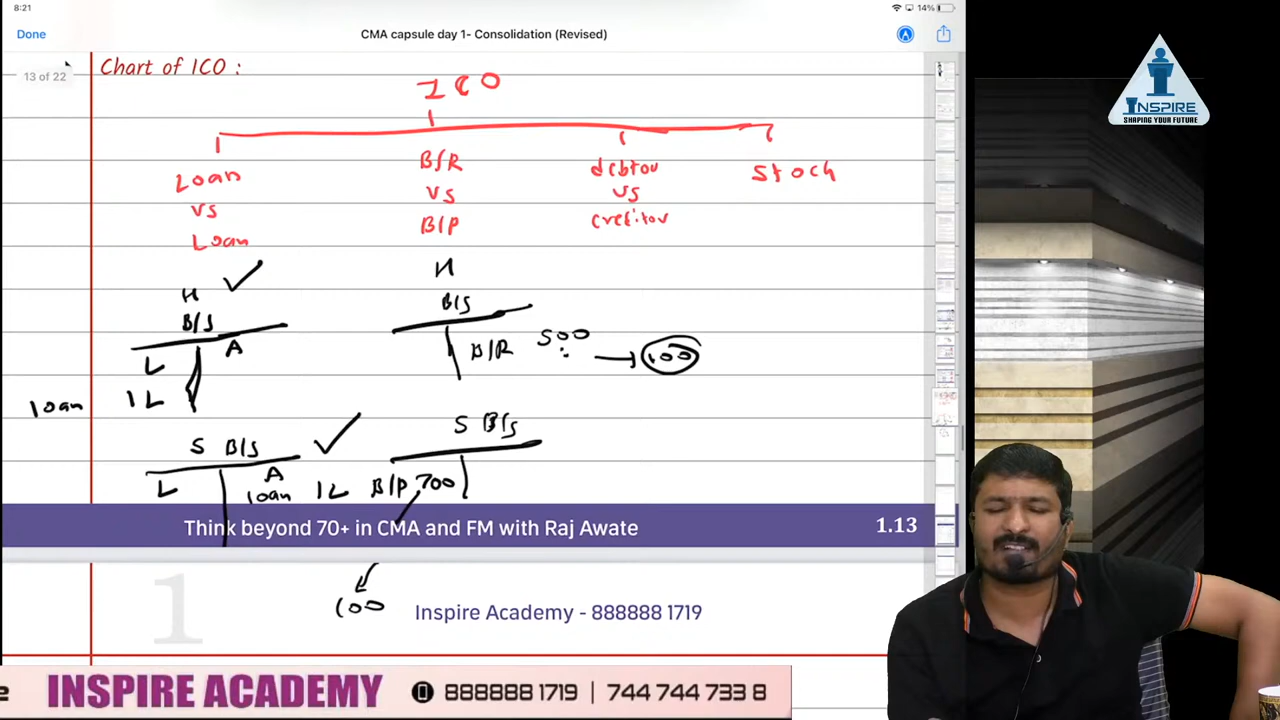 8:21
14%
Done
CMA capsule day 1- Consolidation (Revised)
13 of 22
Chart of ICO :
ICO
Loan
vs
Loan
B/R
vs
B/P
debtor
vs
creditor
stock
H
B/S
L
A
1L
loan
S B/S
L
A
loan 1L
H
B/S
B/R 500
100
S B/S
B/P 700
100
Think beyond 70+ in CMA and FM with Raj Awate
1.13
1
Inspire Academy - 888888 1719
INSPIRE
SHAPING YOUR FUTURE
INSPIRE ACADEMY 888888 1719 | 744 744 733 8